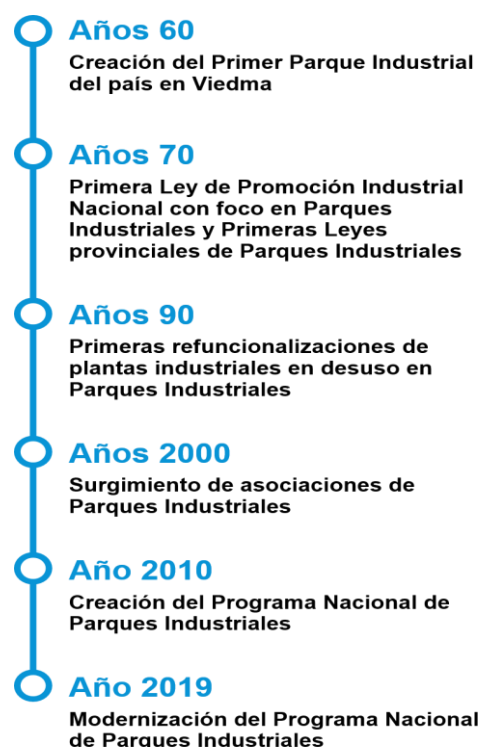 Años 60
Creación del Primer Parque Industrial
del país en Viedma
Años 70
Primera Ley de Promoción Industrial
Nacional con foco en Parques
Industriales y Primeras Leyes
provinciales de Parques Industriales
Años 90
Primeras refuncionalizaciones de
plantas industriales en desuso en
Parques Industriales
Años 2000
Surgimiento de asociaciones de
Parques Industriales
Año 2010
Creación del Programa Nacional de
Parques Industriales
Año 2019
Modernización del Programa Nacional
de Parques Industriales